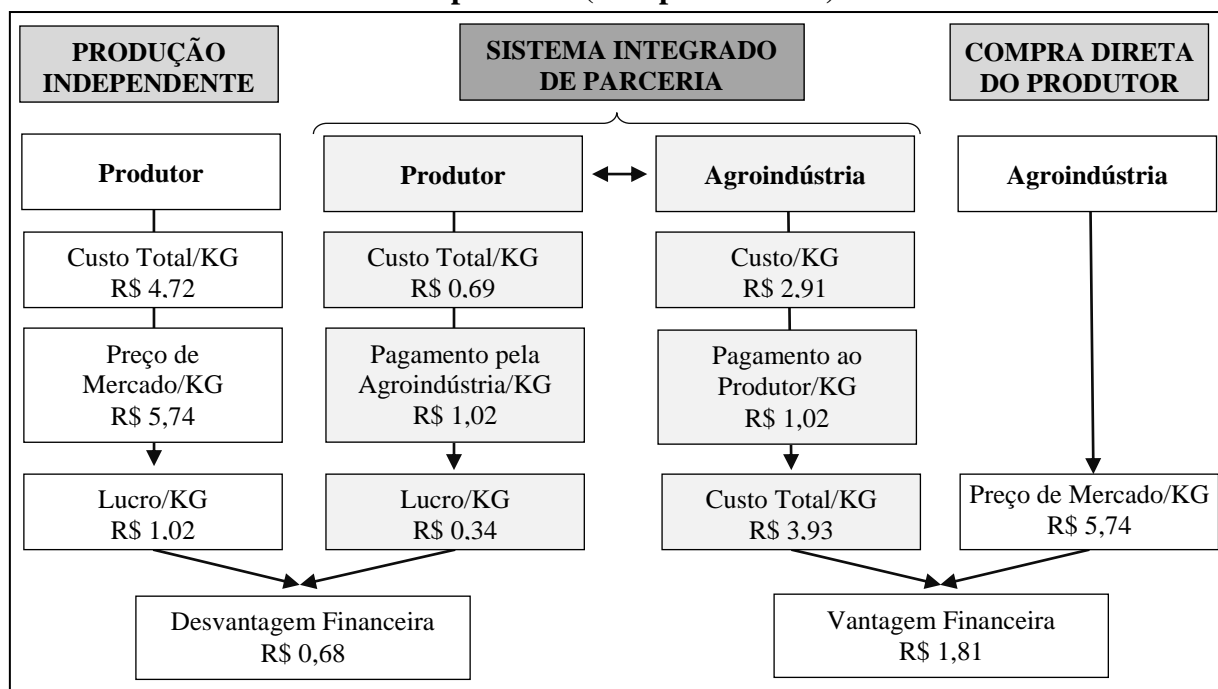 PRODUÇÃO
INDEPENDENTE
SISTEMA INTEGRADO
DE PARCERIA
COMPRA DIRETA
DO PRODUTOR
Produtor
Produtor
Agroindústria
Agroindústria
Custo Total/KG
R$ 4,72
Custo Total/KG
R$ 0,69
Custo/KG
R$ 2,91
Preço de
Mercado/KG
R$ 5,74
Pagamento pela
Agroindústria/KG
R$ 1,02
Pagamento ao
Produtor/KG
R$ 1,02
Lucro/KG
R$ 1,02
Lucro/KG
R$ 0,34
Custo Total/KG
R$ 3,93
Preço de Mercado/KG
R$ 5,74
Desvantagem Financeira
R$ 0,68
Vantagem Financeira
R$ 1,81